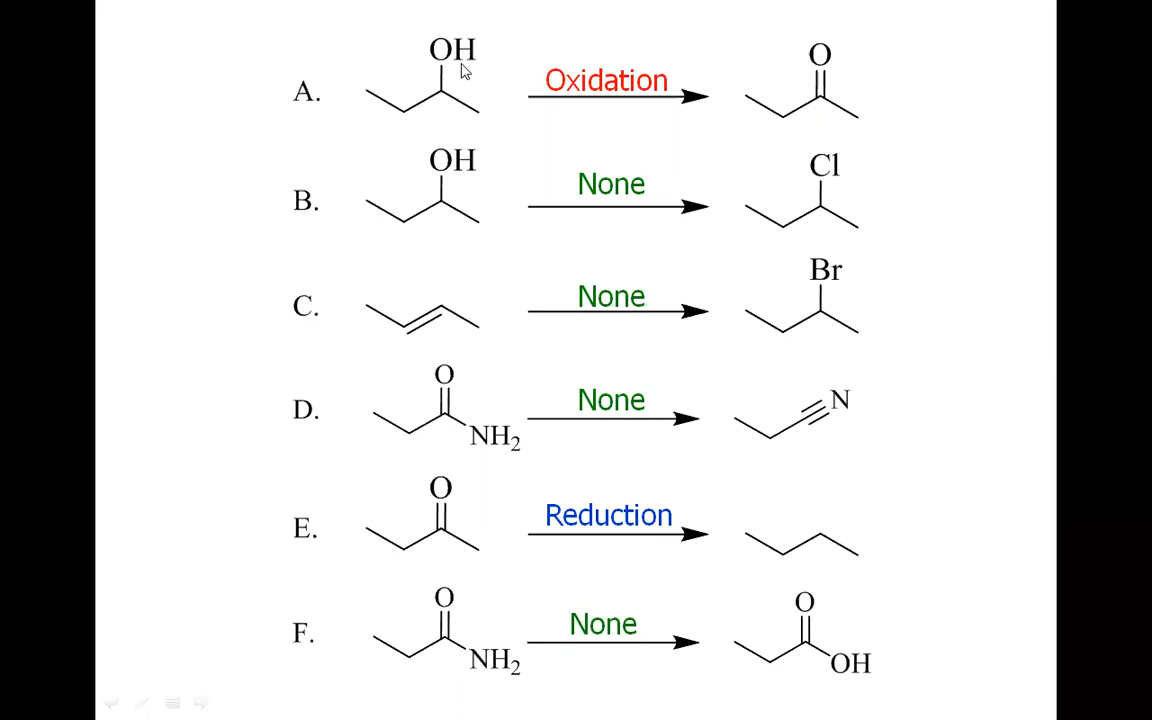 OH
A. Oxidation O
OH
B. None Cl
C. None Br
O
D. NH2 None N
O
E. Reduction
O
F. NH2 None O
OH